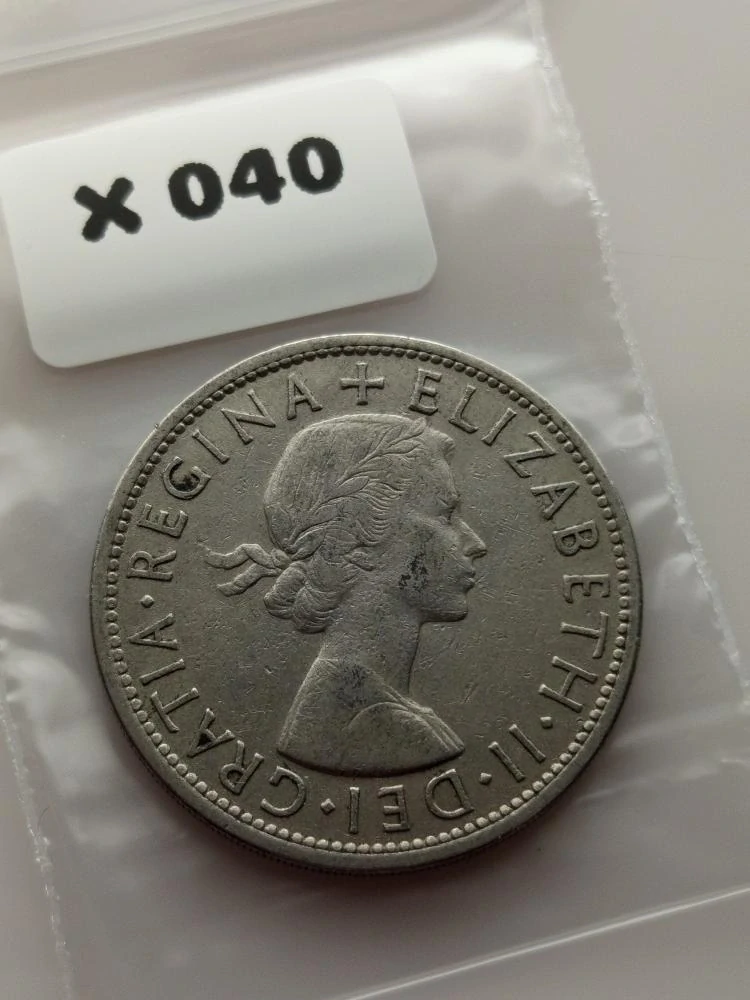 X 040
+ ELIZABETH · II · DEI · GRATIA · REGINA